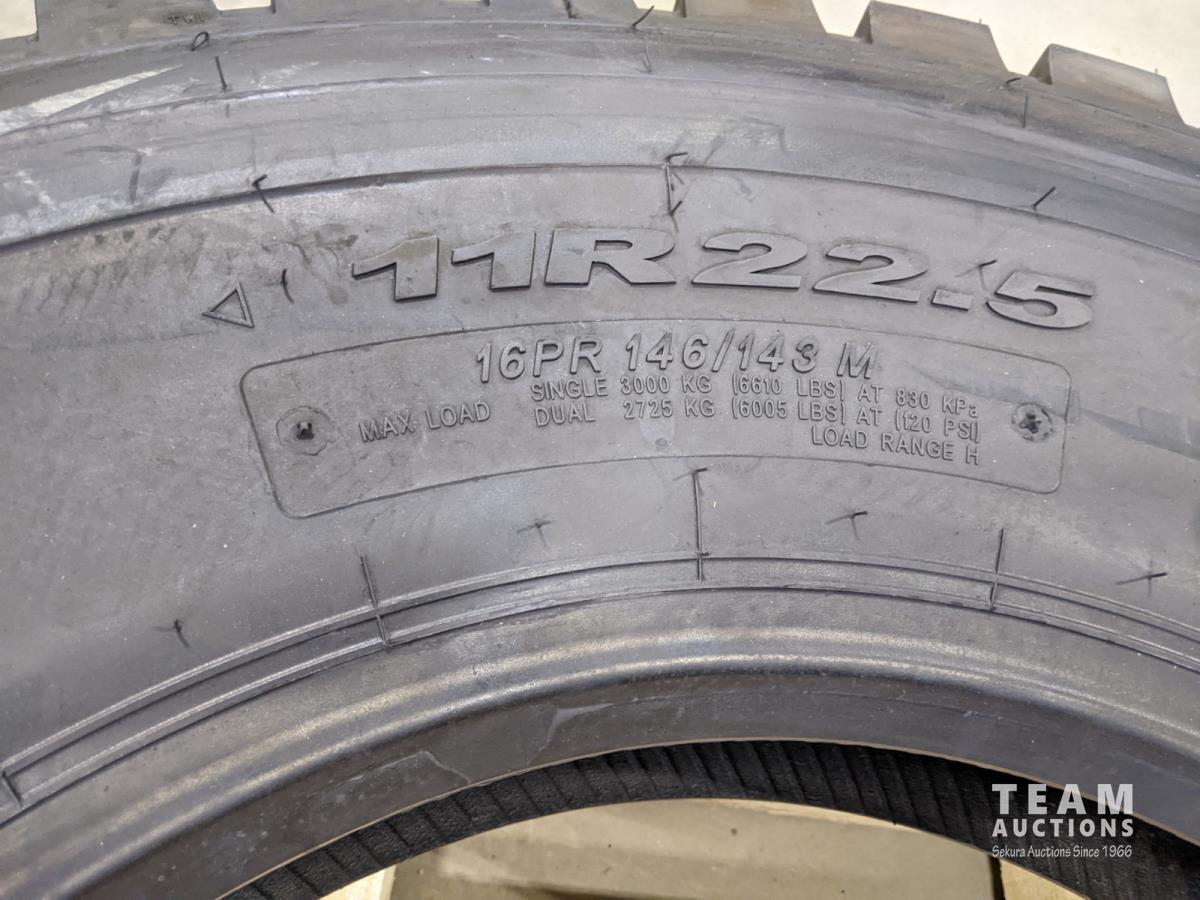 TWI
11R22.5
16PR 146/143 M
MAX LOAD SINGLE 3000 KG (6610 LBS) AT 830 KPa
DUAL 2725 KG (6005 LBS) AT (120 PSI)
LOAD RANGE H
TEAM
AUCTIONS
Sekura Auctions Since 1966